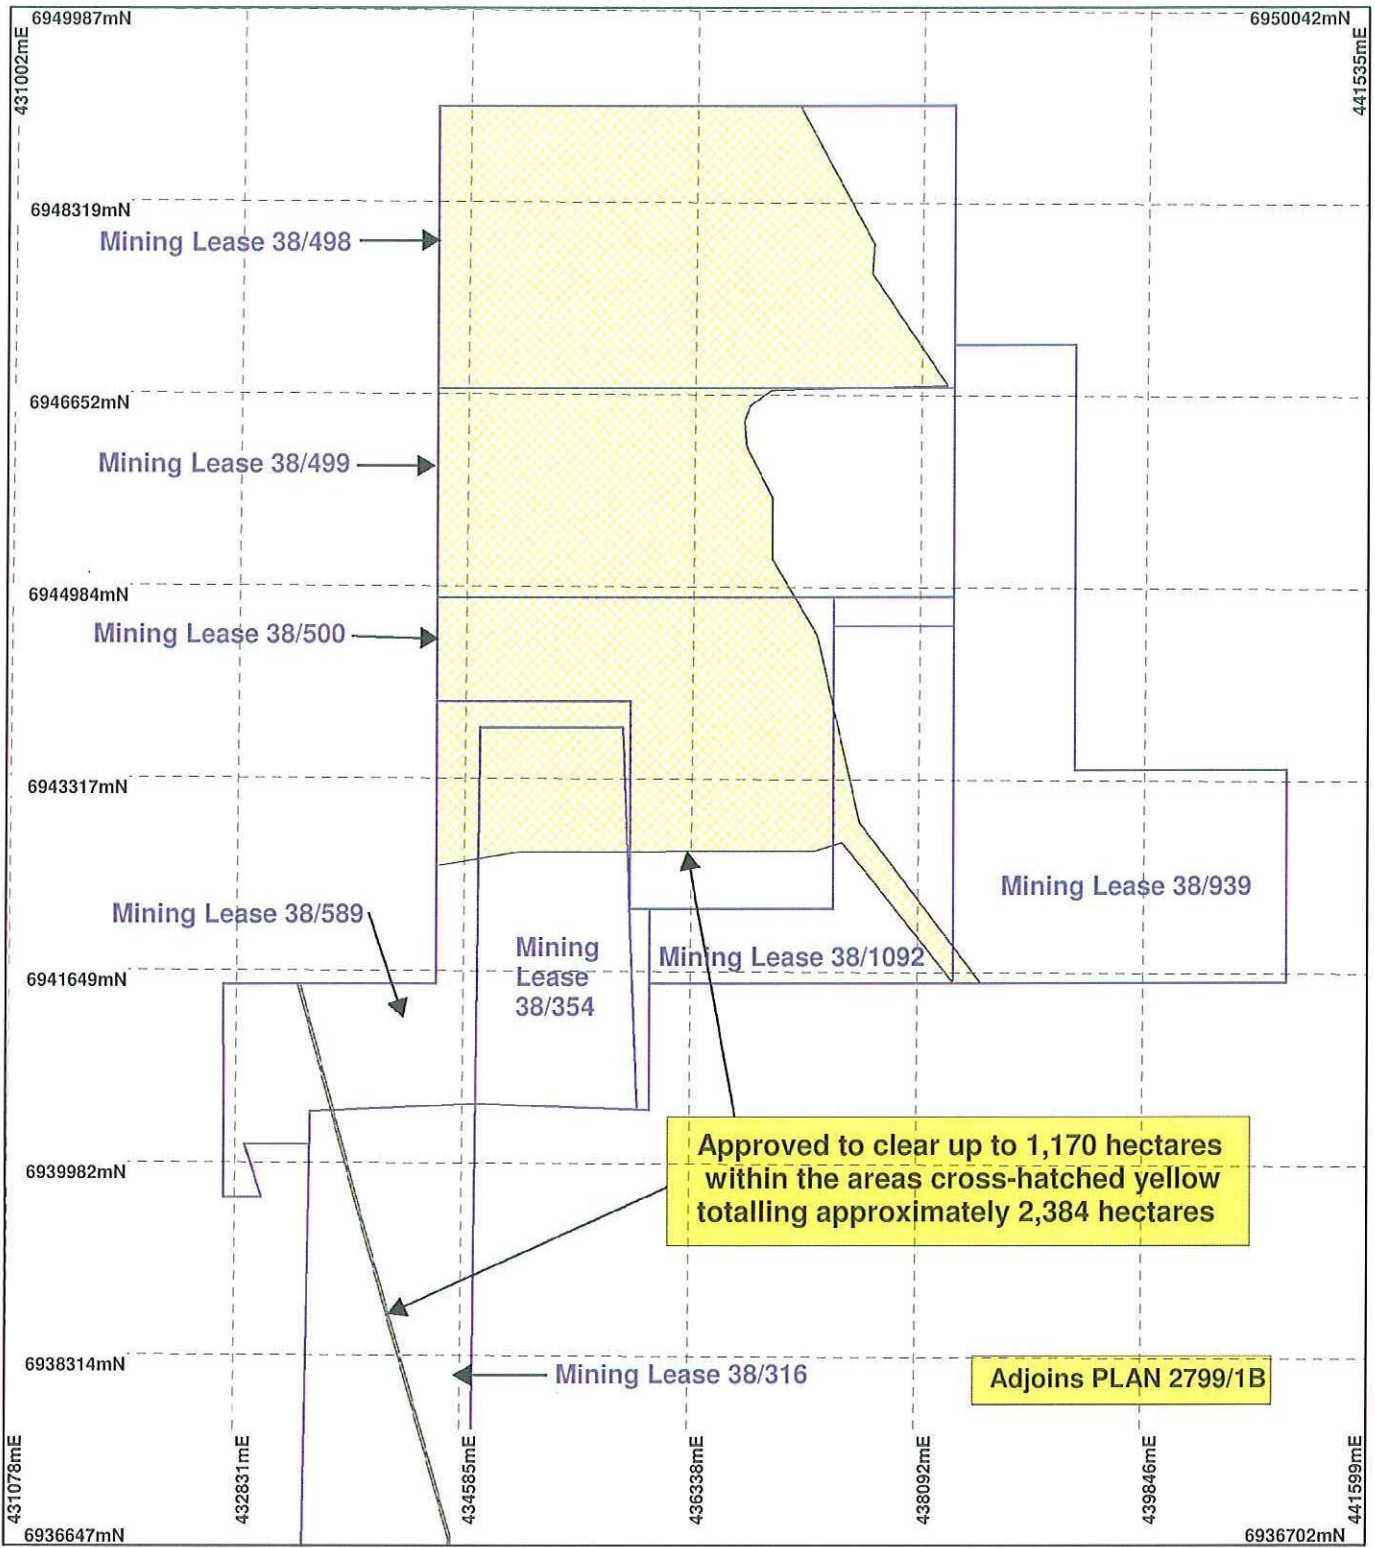 6949987mN
6950042mN
431002mE
441535mE
6948319mN
Mining Lease 38/498
6946652mN
Mining Lease 38/499
6944984mN
Mining Lease 38/500
6943317mN
Mining Lease 38/939
Mining Lease 38/589
Mining
Lease
38/354
Mining Lease 38/1092
6941649mN
Approved to clear up to 1,170 hectares
within the areas cross-hatched yellow
totalling approximately 2,384 hectares
6939982mN
6938314mN
Mining Lease 38/316
Adjoins PLAN 2799/1B
431078mE
432831mE
434585mE
436338mE
438092mE
439846mE
441599mE
6936647mN
6936702mN